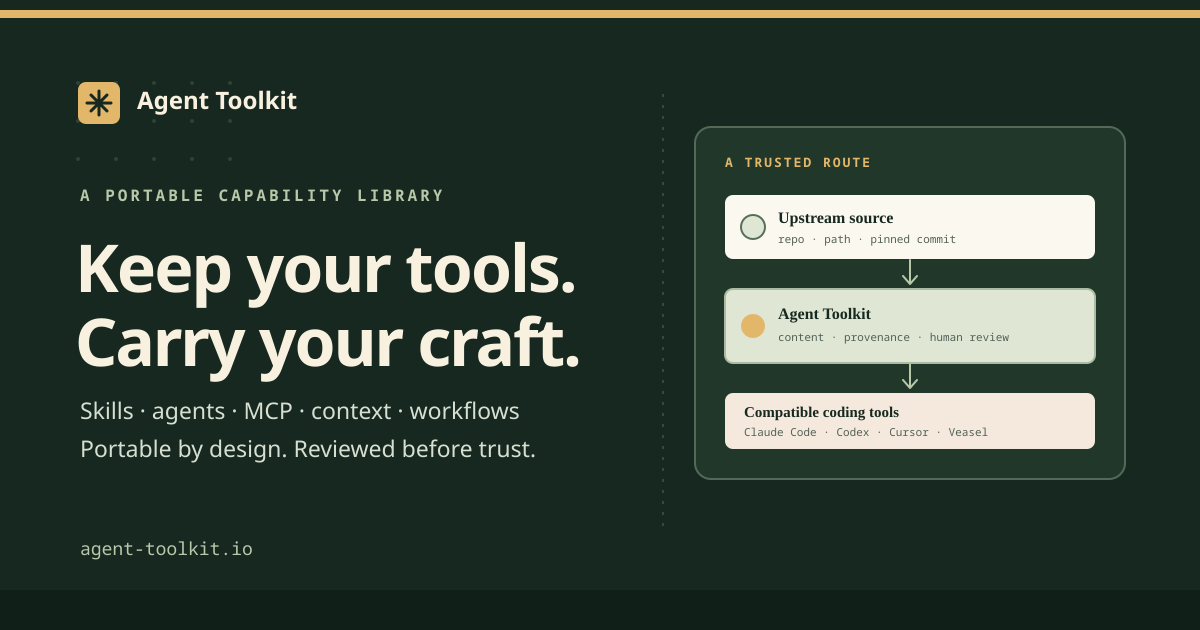 Agent Toolkit
A PORTABLE CAPABILITY LIBRARY
Keep your tools.
Carry your craft.
Skills · agents · MCP · context · workflows
Portable by design. Reviewed before trust.
agent-toolkit.io
A TRUSTED ROUTE
Upstream source
repo · path · pinned commit
Agent Toolkit
content · provenance · human review
Compatible coding tools
Claude Code · Codex · Cursor · Veasel